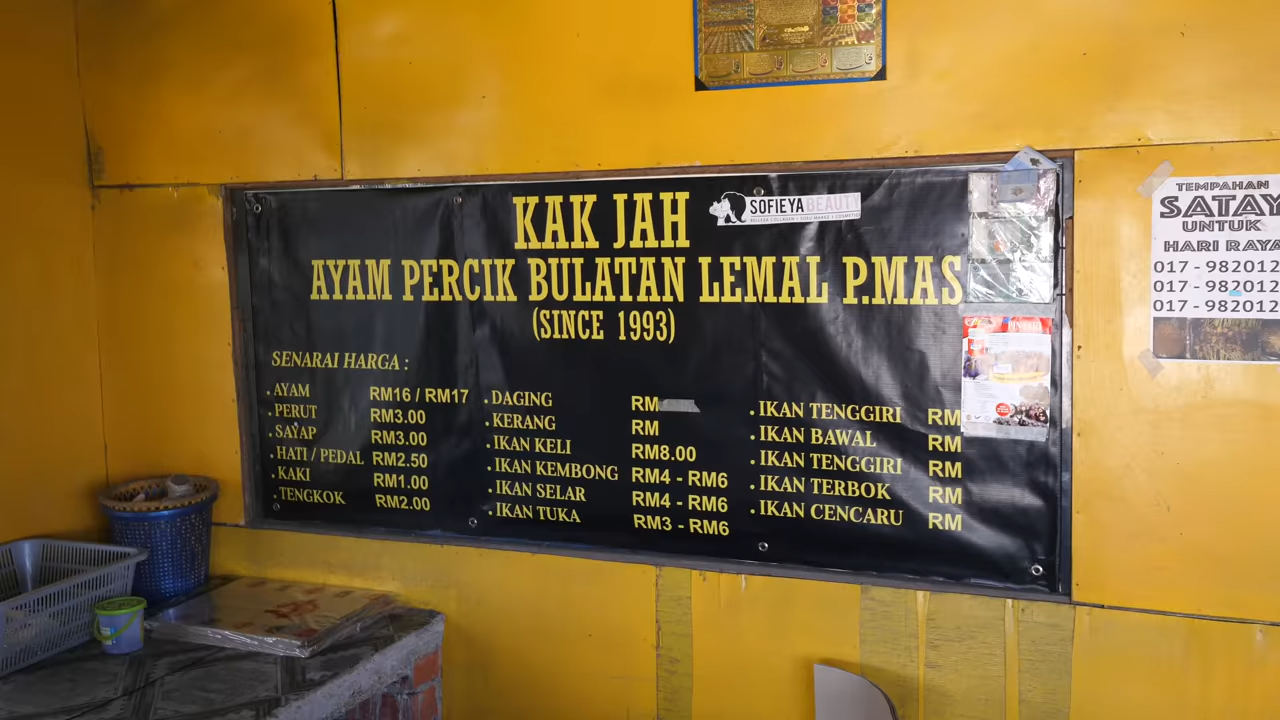 KAK JAH
SOFIEYA BEAUTY
AYAM PERCIK BULATAN LEMAL P.MAS
(SINCE 1993)
SENARAI HARGA :
. AYAM RM16 / RM17
. PERUT RM3.00
. SAYAP RM3.00
. HATI / PEDAL RM2.50
. KAKI RM1.00
. TENGKOK RM2.00
. DAGING RM
. KERANG RM
. IKAN KELI RM8.00
. IKAN KEMBONG RM4 - RM6
. IKAN SELAR RM4 - RM6
. IKAN TUKA RM3 - RM6
. IKAN TENGGIRI RM
. IKAN BAWAL RM
. IKAN TENGGIRI RM
. IKAN TERBOK RM
. IKAN CENCARU RM
TEMPAHAN
SATAY
UNTUK
HARI RAYA
017 - 982012
017 - 982012
017 - 982012